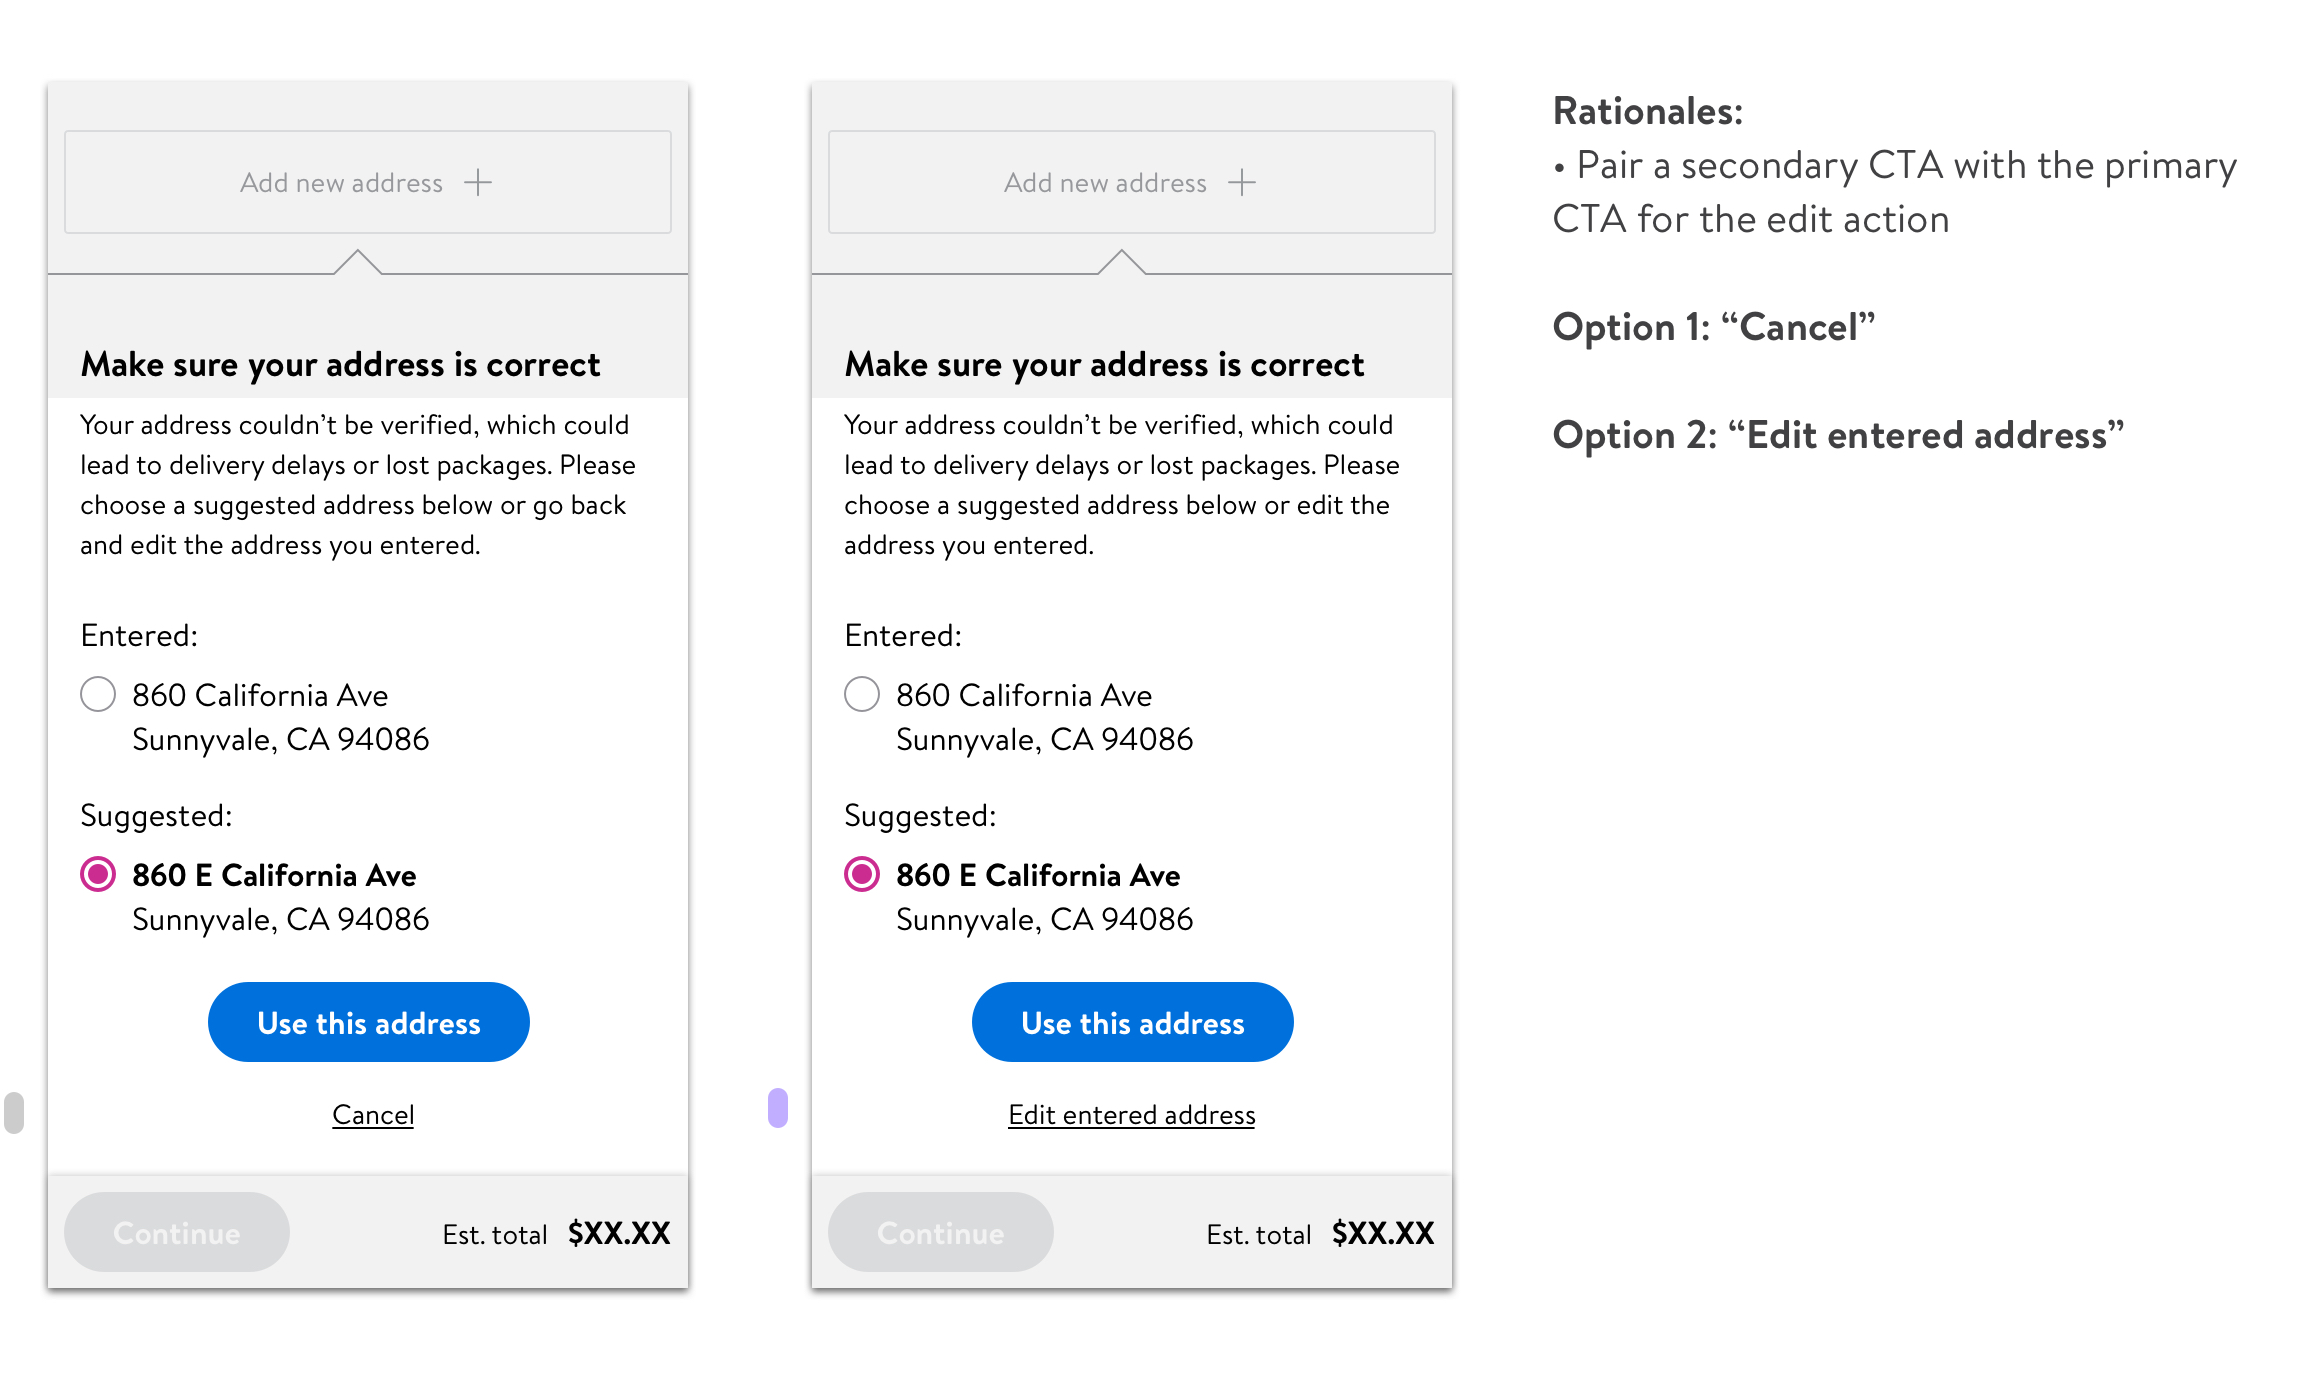 Add new address
Make sure your address is correct
Your address couldn’t be verified, which could
lead to delivery delays or lost packages. Please
choose a suggested address below or go back
and edit the address you entered.
Entered:
860 California Ave
Sunnyvale, CA 94086
Suggested:
860 E California Ave
Sunnyvale, CA 94086
Use this address
Cancel
Continue
Est. total $XX.XX
Add new address
Make sure your address is correct
Your address couldn’t be verified, which could
lead to delivery delays or lost packages. Please
choose a suggested address below or edit the
address you entered.
Entered:
860 California Ave
Sunnyvale, CA 94086
Suggested:
860 E California Ave
Sunnyvale, CA 94086
Use this address
Edit entered address
Continue
Est. total $XX.XX
Rationales:
• Pair a secondary CTA with the primary
CTA for the edit action
Option 1: “Cancel”
Option 2: “Edit entered address”